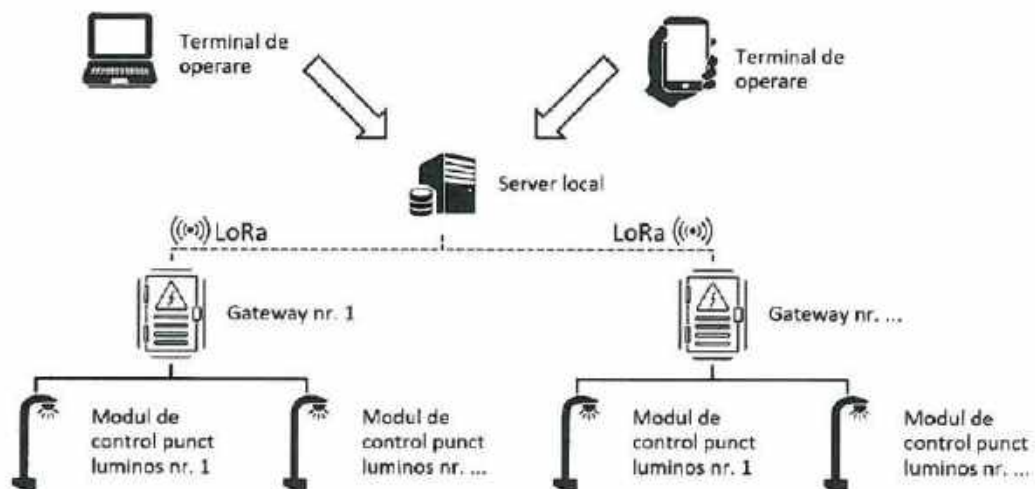 Terminal de
operare
Terminal de
operare
Server local
LoRa
LoRa
Gateway nr. 1
Gateway nr. ...
Modul de
control punct
luminos nr. 1
Modul de
control punct
luminos nr. ...
Modul de
control punct
luminos nr. 1
Modul de
control punct
luminos nr. ...